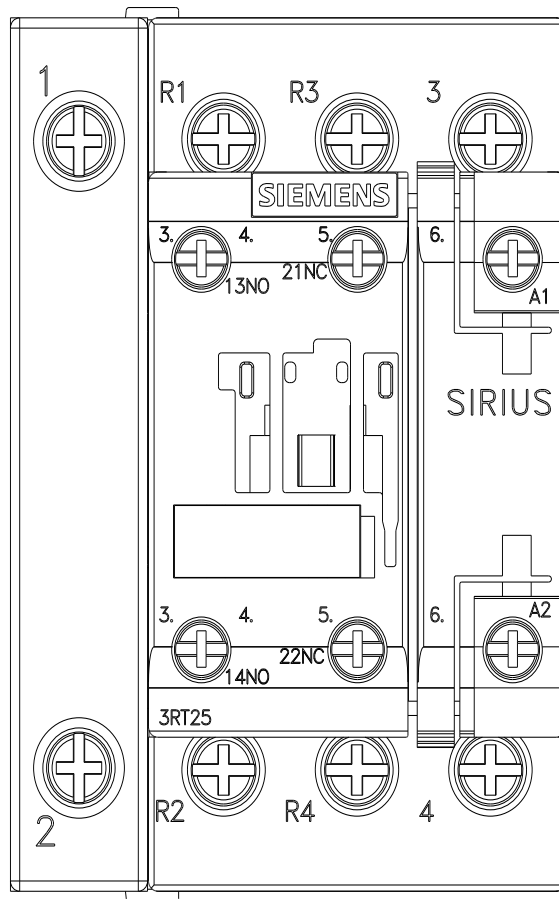 1
R1 R3 3
SIEMENS
3. 4. 5. 6.
13NO 21NC
A1
SIRIUS
A2
3. 4. 5. 6.
14NO 22NC
3RT25
R2 R4 4
2